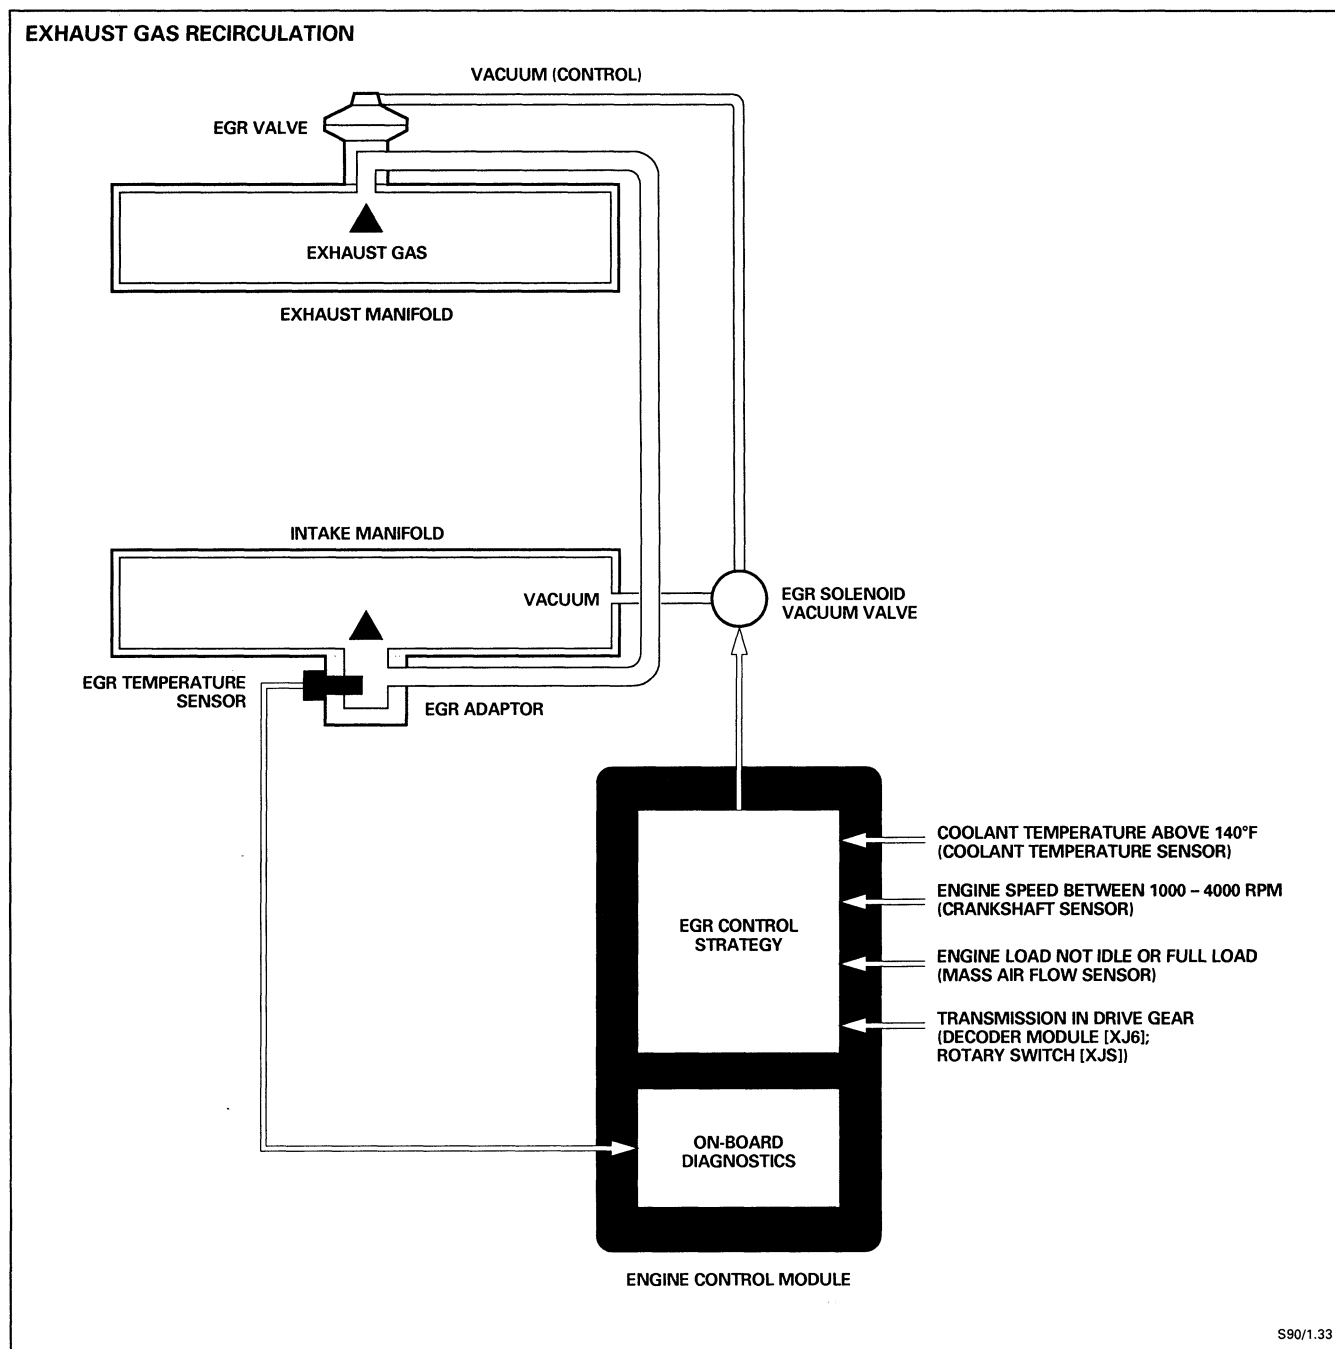 EXHAUST GAS RECIRCULATION
VACUUM (CONTROL)
EGR VALVE
EXHAUST GAS
EXHAUST MANIFOLD
INTAKE MANIFOLD
VACUUM
EGR SOLENOID
VACUUM VALVE
EGR TEMPERATURE
SENSOR
EGR ADAPTOR
COOLANT TEMPERATURE ABOVE 140°F
(COOLANT TEMPERATURE SENSOR)
ENGINE SPEED BETWEEN 1000 – 4000 RPM
(CRANKSHAFT SENSOR)
EGR CONTROL
STRATEGY
ENGINE LOAD NOT IDLE OR FULL LOAD
(MASS AIR FLOW SENSOR)
TRANSMISSION IN DRIVE GEAR
(DECODER MODULE [XJ6];
ROTARY SWITCH [XJS])
ON-BOARD
DIAGNOSTICS
ENGINE CONTROL MODULE
S90/1.33